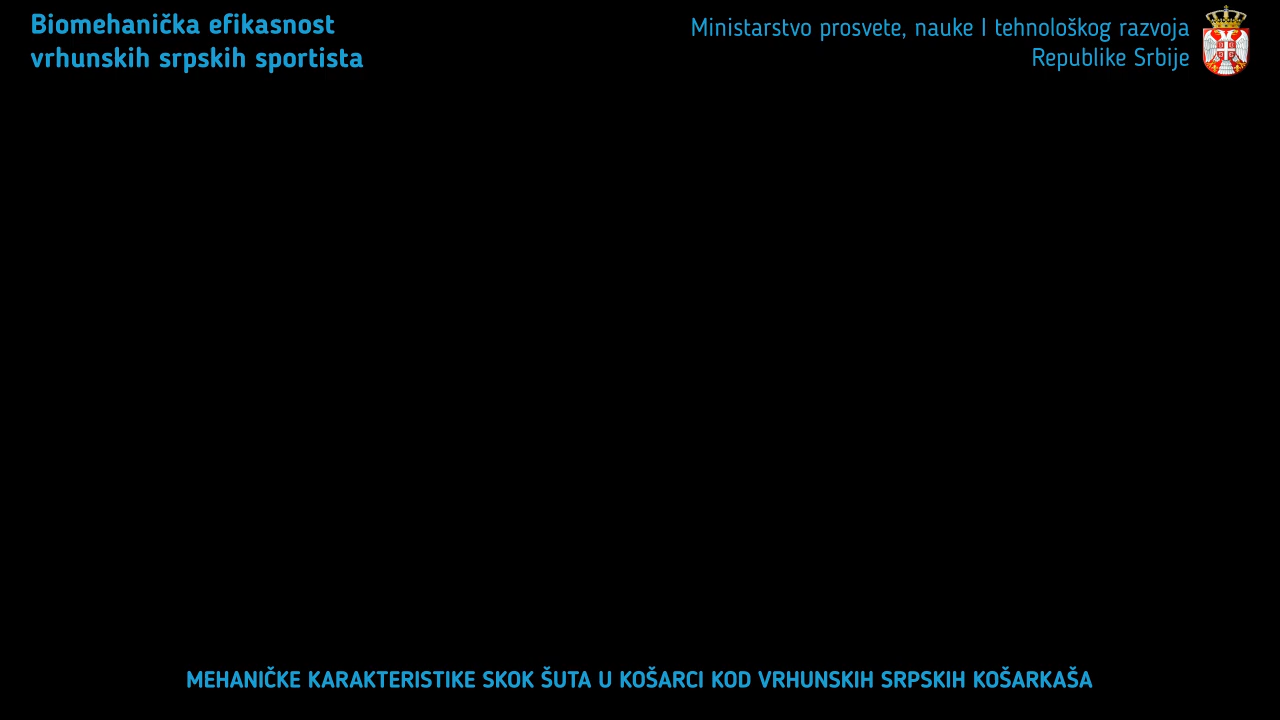 Biomehanička efikasnost
vrhunskih srpskih sportista
Ministarstvo prosvete, nauke I tehnološkog razvoja
Republike Srbije
MEHANIČKE KARAKTERISTIKE SKOK ŠUTA U KOŠARCI KOD VRHUNSKIH SRPSKIH KOŠARKAŠA